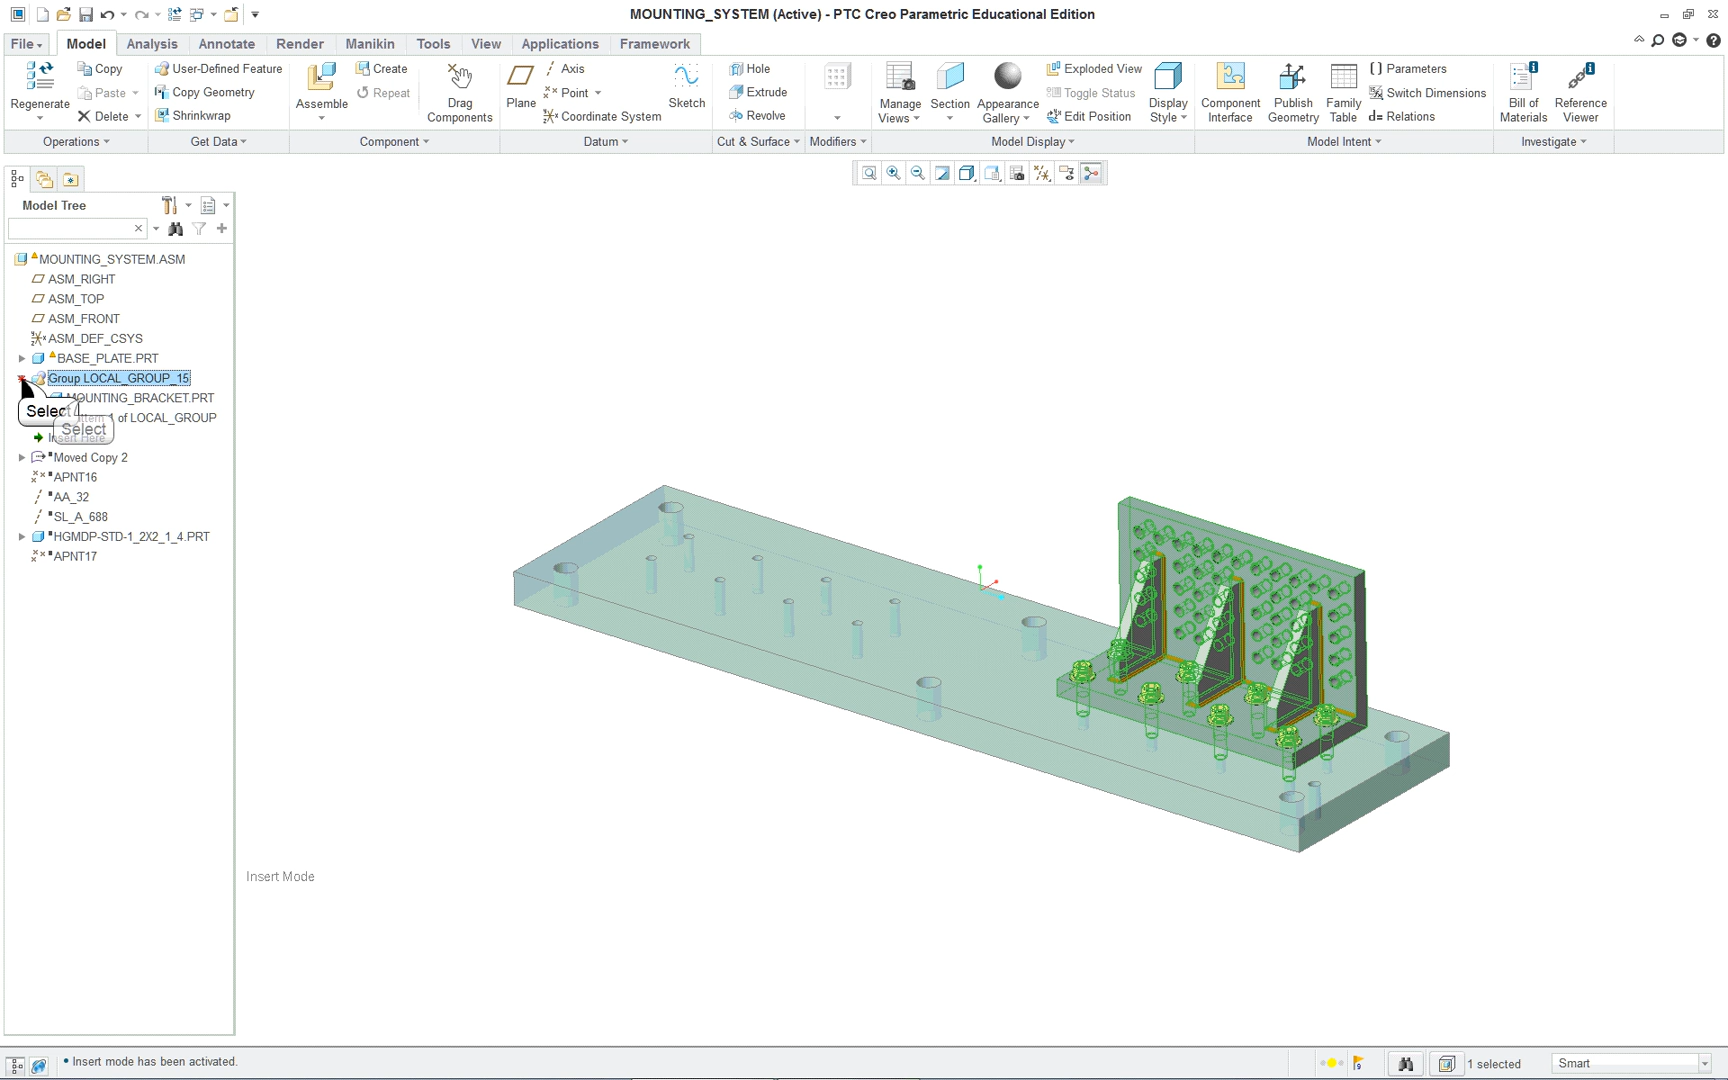 MOUNTING_SYSTEM (Active) - PTC Creo Parametric Educational Edition
File
Model
Analysis
Annotate
Render
Manikin
Tools
View
Applications
Framework
Regenerate
Copy
Paste
Delete
Operations
User-Defined Feature
Copy Geometry
Shrinkwrap
Get Data
Assemble
Create
Repeat
Drag Components
Component
Plane
Axis
Point
Coordinate System
Sketch
Datum
Hole
Extrude
Revolve
Cut & Surface
Modifiers
Manage Views
Section
Appearance Gallery
Exploded View
Toggle Status
Edit Position
Display Style
Model Display
Component Interface
Publish Geometry
Family Table
Parameters
Switch Dimensions
d= Relations
Model Intent
Bill of Materials
Reference Viewer
Investigate
Model Tree
MOUNTING_SYSTEM.ASM
ASM_RIGHT
ASM_TOP
ASM_FRONT
ASM_DEF_CSYS
BASE_PLATE.PRT
Group LOCAL_GROUP_15
MOUNTING_BRACKET.PRT
Select
1 of LOCAL_GROUP
Select
Insert Here
Moved Copy 2
APNT16
AA_32
SL_A_688
HGMDP-STD-1_2X2_1_4.PRT
APNT17
Insert Mode
Insert mode has been activated.
1 selected
Smart